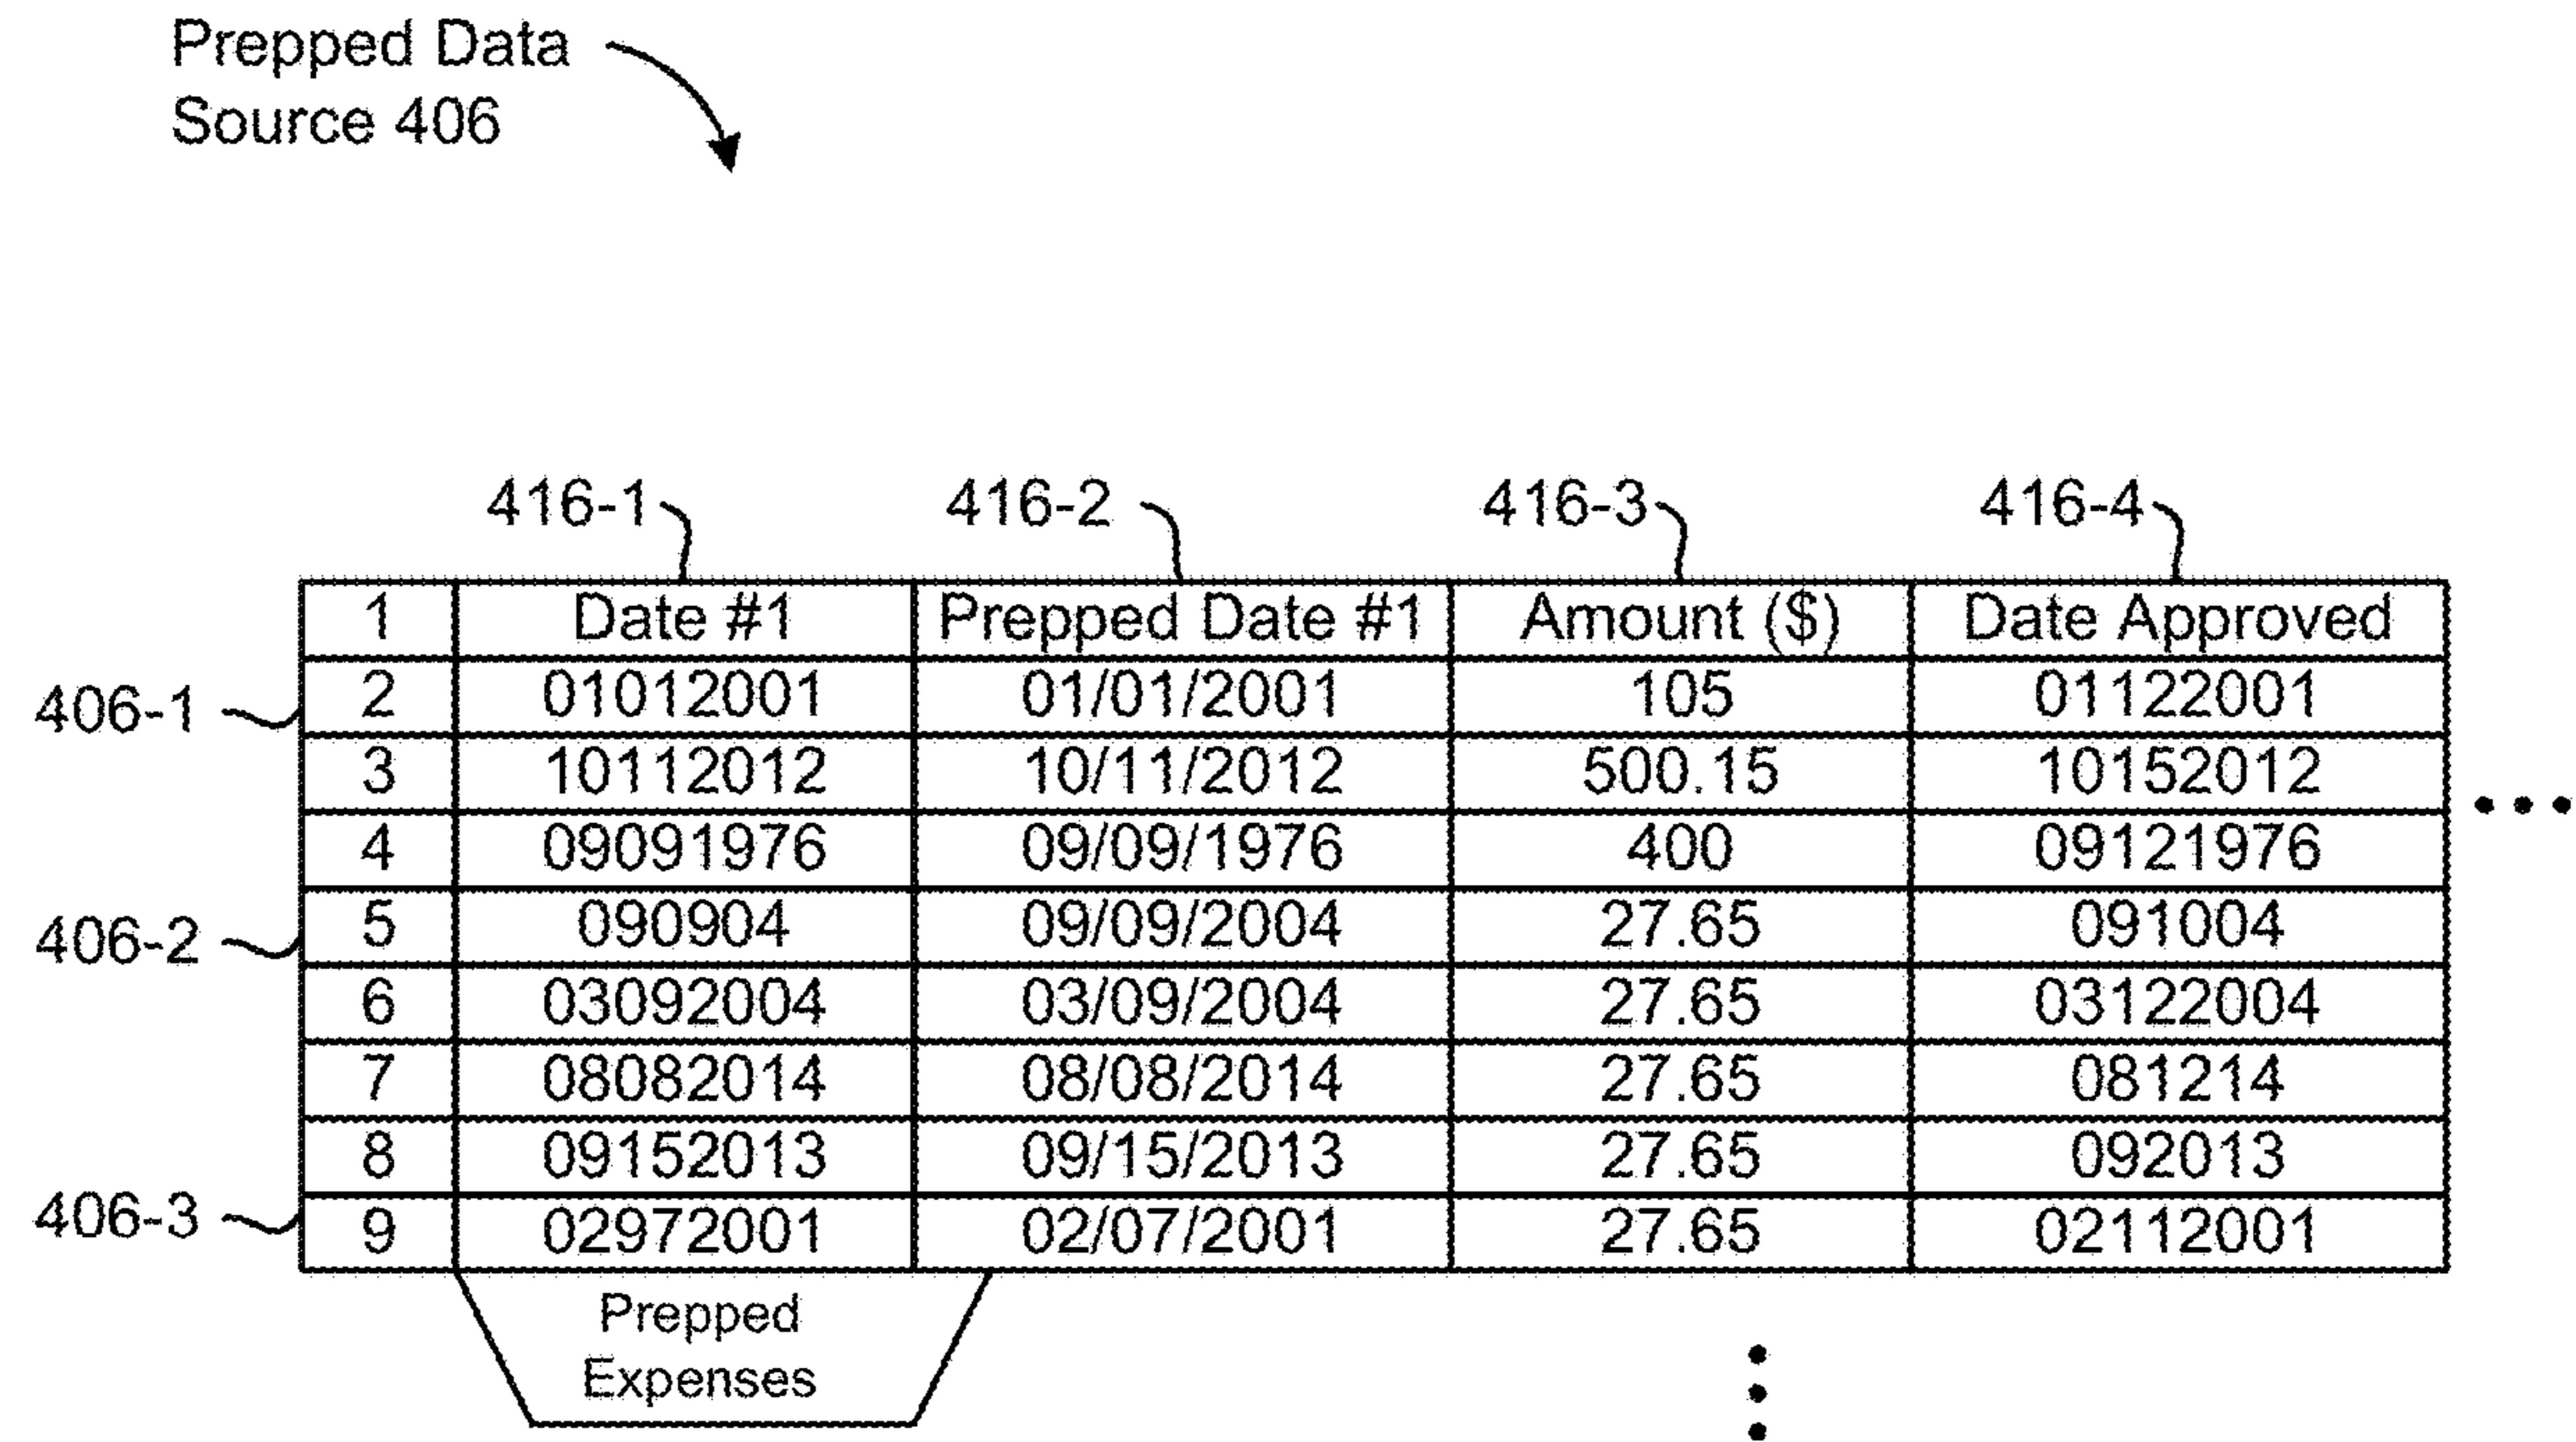 Prepped Data
Source 406
416-1 416-2 416-3 416-4
1 Date #1 Prepped Date #1 Amount ($) Date Approved
406-1 2 01012001 01/01/2001 105 01122001
3 10112012 10/11/2012 500.15 10152012
4 09091976 09/09/1976 400 09121976
406-2 5 090904 09/09/2004 27.65 091004
6 03092004 03/09/2004 27.65 03122004
7 08082014 08/08/2014 27.65 081214
8 09152013 09/15/2013 27.65 092013
406-3 9 02972001 02/07/2001 27.65 02112001
Prepped
Expenses